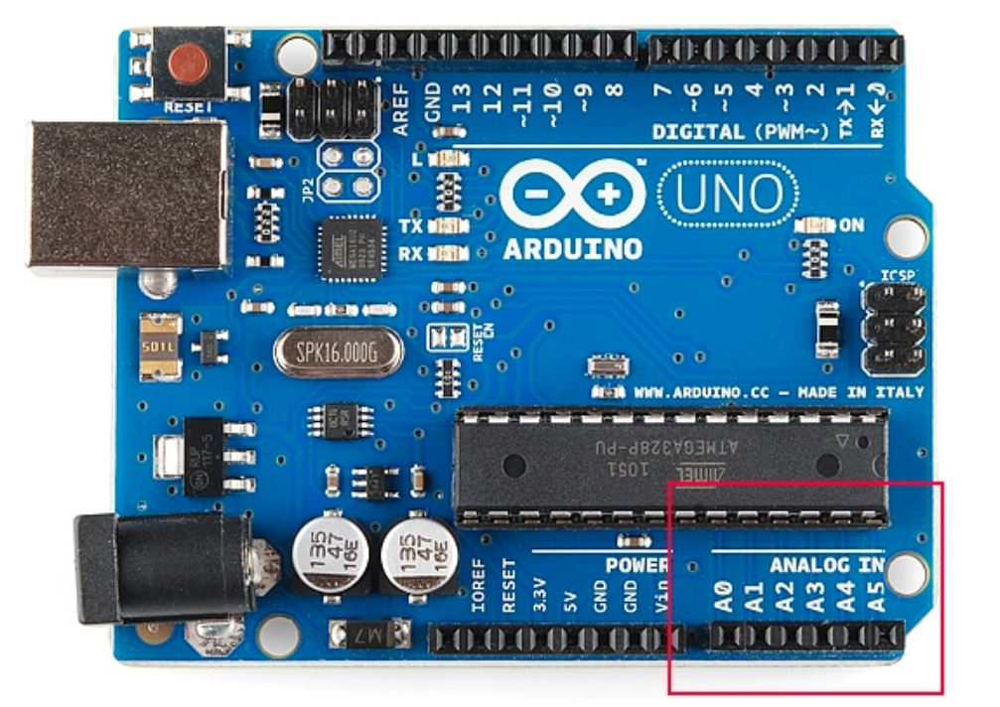 RESET
AREF
GND
13
12
~11
~10
~9
8
7
~6
~5
4
~3
2
TX→1
RX←0
DIGITAL (PWM~)
JP2
L
TX
RX
UNO
ARDUINO
ON
ICSP
RESET EN
SPK16.000G
501L
WWW.ARDUINO.CC – MADE IN ITALY
ATMEL
ATMEGA328P-PU
1051
135
47
16E
135
47
16E
M7
POWER
ANALOG IN
IOREF
RESET
3.3V
5V
GND
GND
Vin
A0
A1
A2
A3
A4
A5